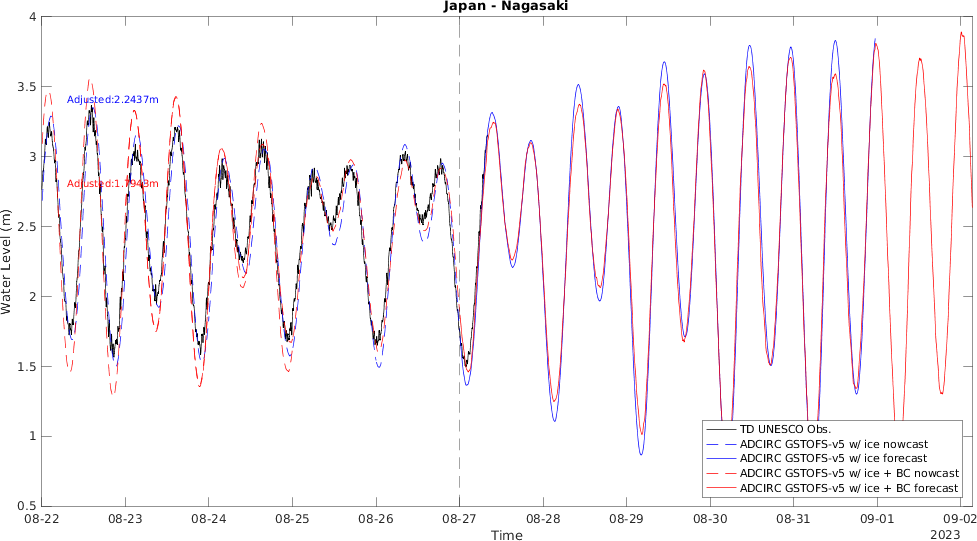 Japan - Nagasaki
4
3.5
3
2.5
2
1.5
1
0.5
Water Level (m)
Adjusted:2.2437m
Adjusted:1.7948m
TD UNESCO Obs.
ADCIRC GSTOFS-v5 w/ ice nowcast
ADCIRC GSTOFS-v5 w/ ice forecast
ADCIRC GSTOFS-v5 w/ ice + BC nowcast
ADCIRC GSTOFS-v5 w/ ice + BC forecast
08-22 08-23 08-24 08-25 08-26 08-27 08-28 08-29 08-30 08-31 09-01 09-02
Time
2023